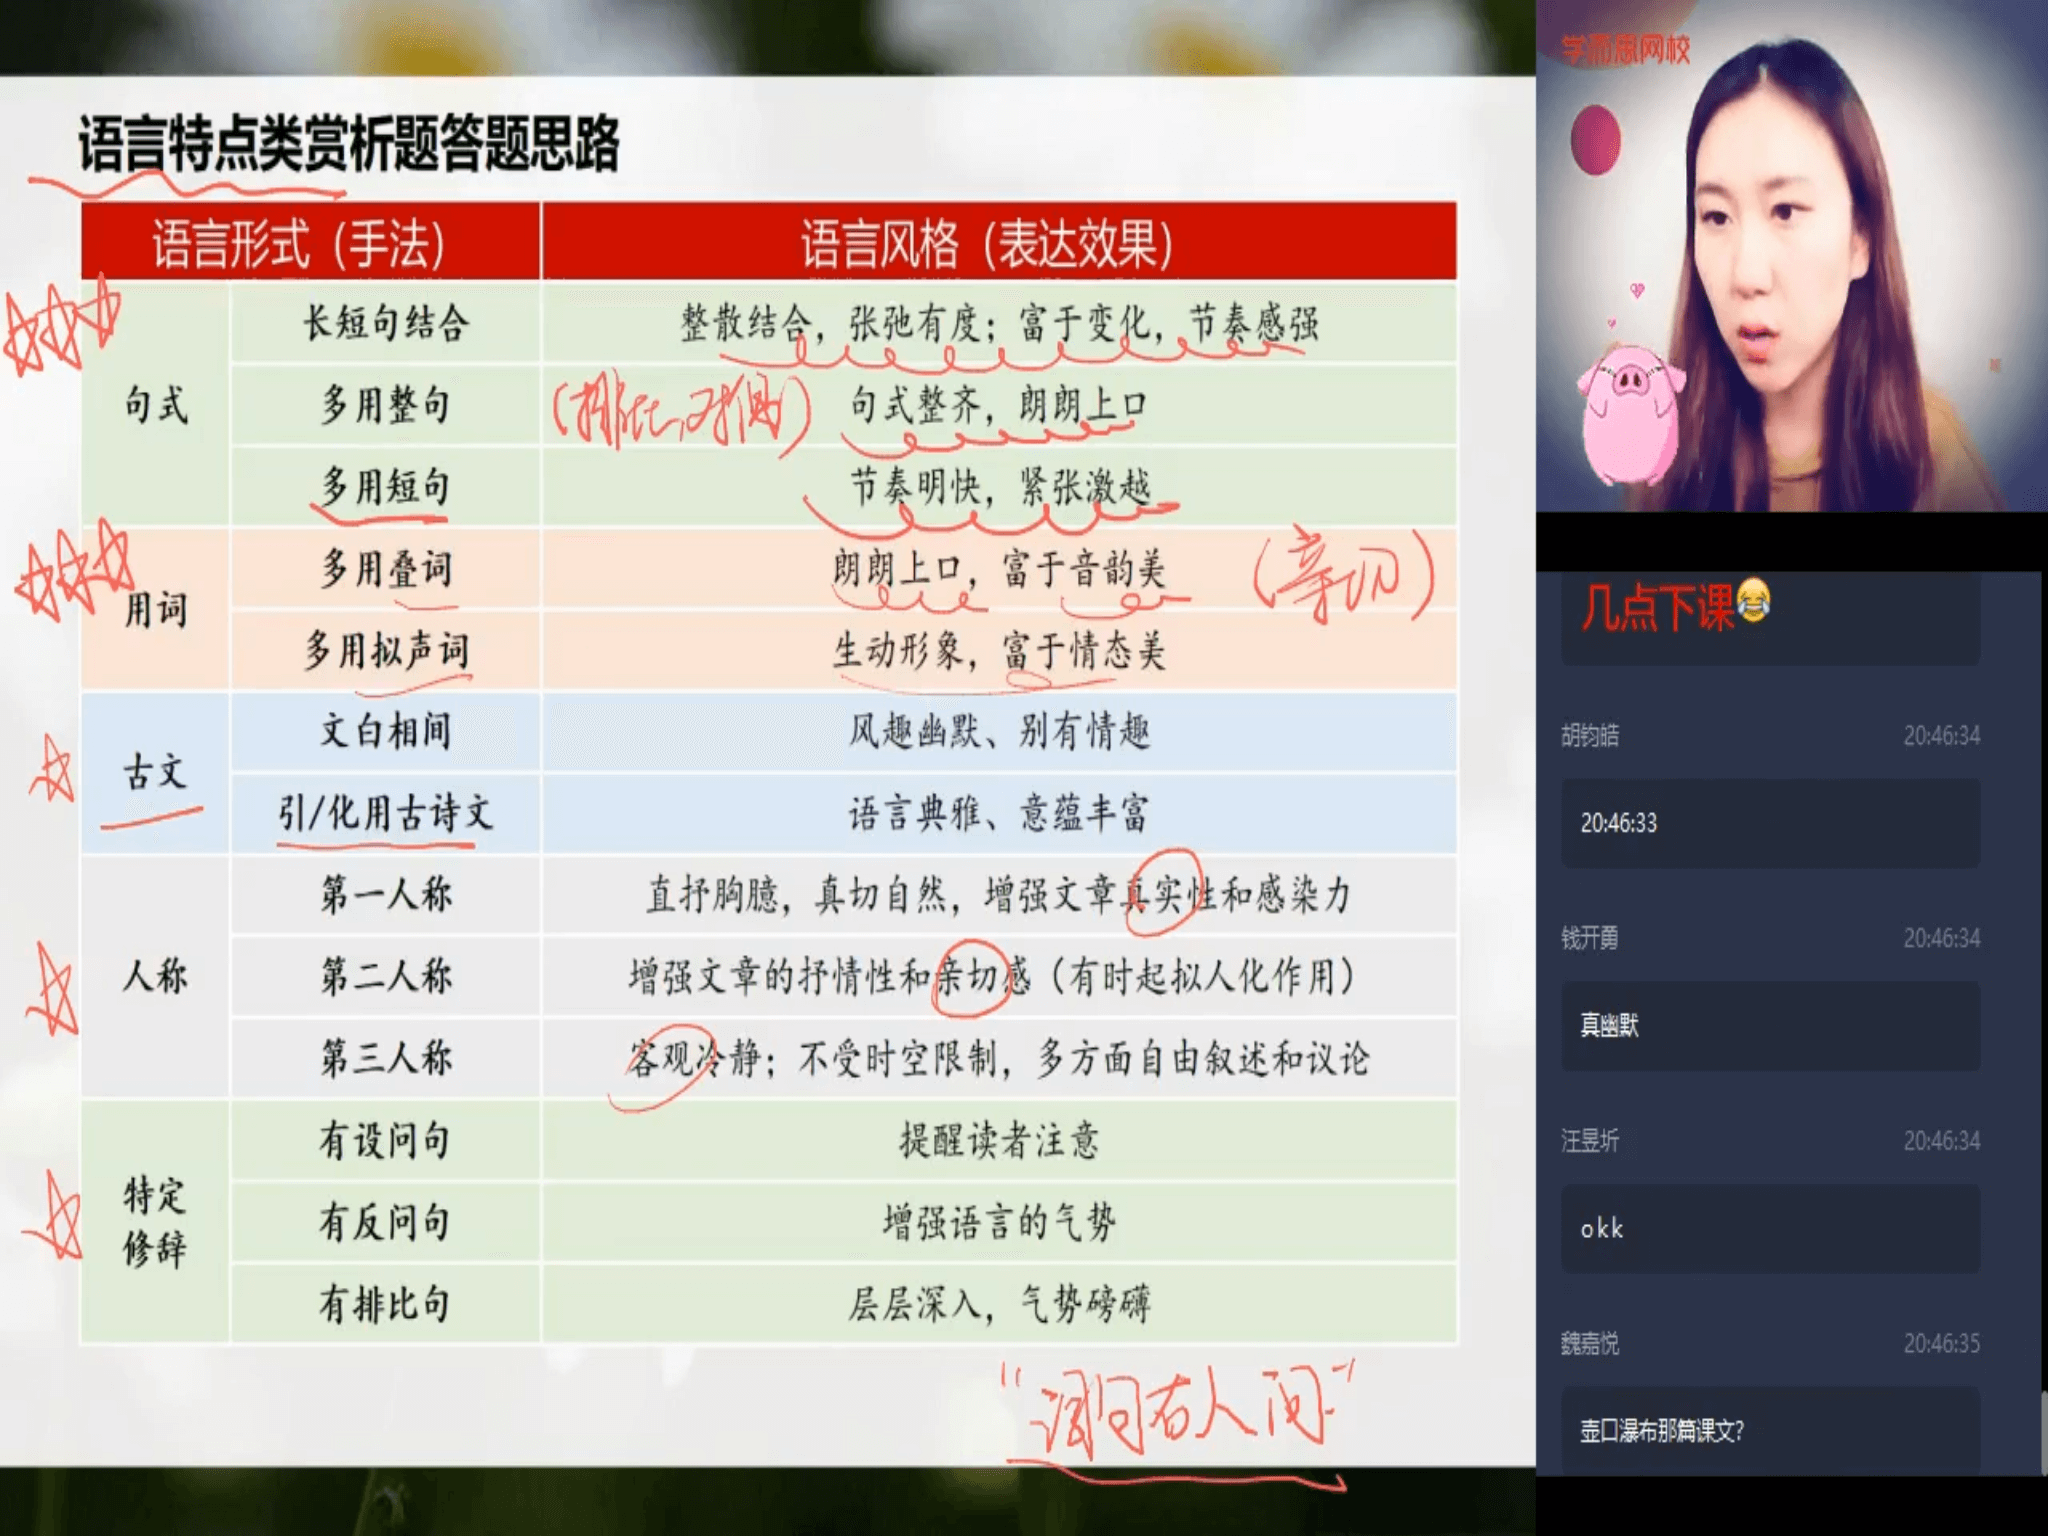 语言特点类赏析题答题思路
语言形式（手法） 语言风格（表达效果）
句式
长短句结合 整散结合，张弛有度；富于变化，节奏感强
多用整句 （排比，对偶） 句式整齐，朗朗上口
多用短句 节奏明快，紧张激越
用词
多用叠词 朗朗上口，富于音韵美 （亲切）
多用拟声词 生动形象，富于情态美
古文
文白相间 风趣幽默、别有情趣
引/化用古诗文 语言典雅、意蕴丰富
人称
第一人称 直抒胸臆，真切自然，增强文章真实性和感染力
第二人称 增强文章的抒情性和亲切感（有时起拟人化作用）
第三人称 客观冷静；不受时空限制，多方面自由叙述和议论
特定
修辞
有设问句 提醒读者注意
有反问句 增强语言的气势
有排比句 层层深入，气势磅礴
人间"
学而思网校
几点下课😂
胡钧皓 20:46:34
20:46:33
钱开勇 20:46:34
真幽默
汪昱圻 20:46:34
okk
魏嘉悦 20:46:35
壶口瀑布那篇课文?